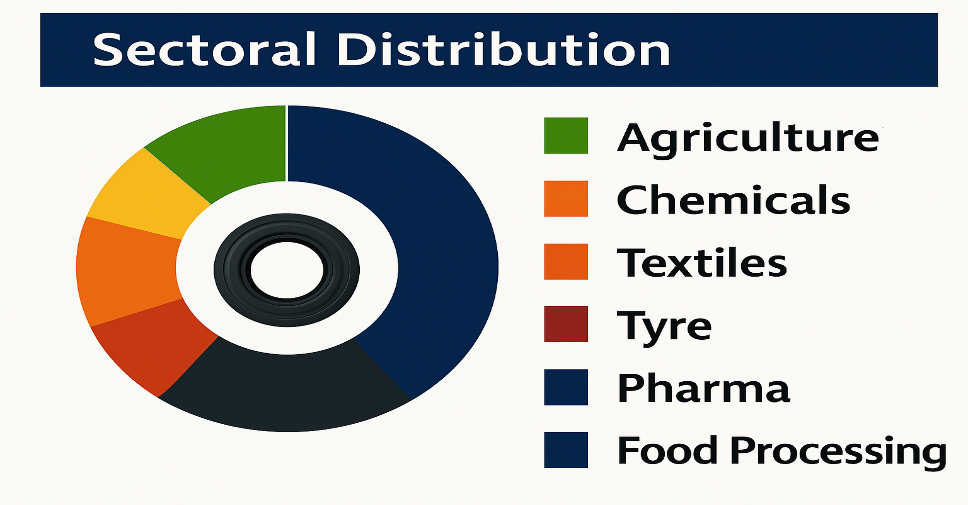 Sectoral Distribution
Agriculture
Chemicals
Textiles
Tyre
Pharma
Food Processing